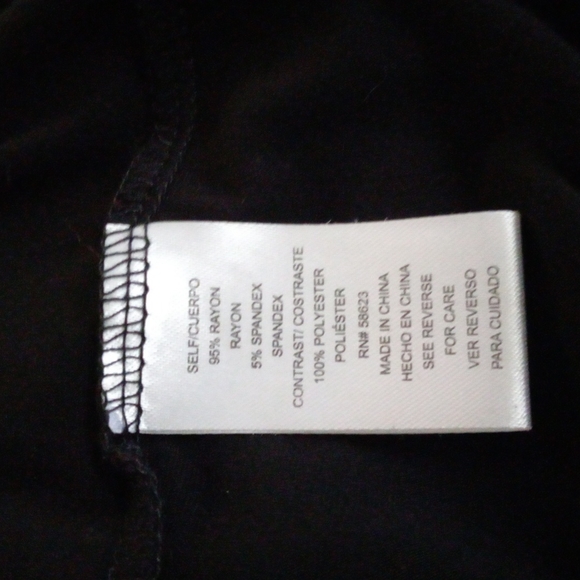 SELF/CUERPO
95% RAYON
RAYON
5% SPANDEX
SPANDEX
CONTRAST/ COSTRASTE
100% POLYESTER
POLIÉSTER
RN# 58623
MADE IN CHINA
HECHO EN CHINA
SEE REVERSE
FOR CARE
VER REVERSO
PARA CUIDADO